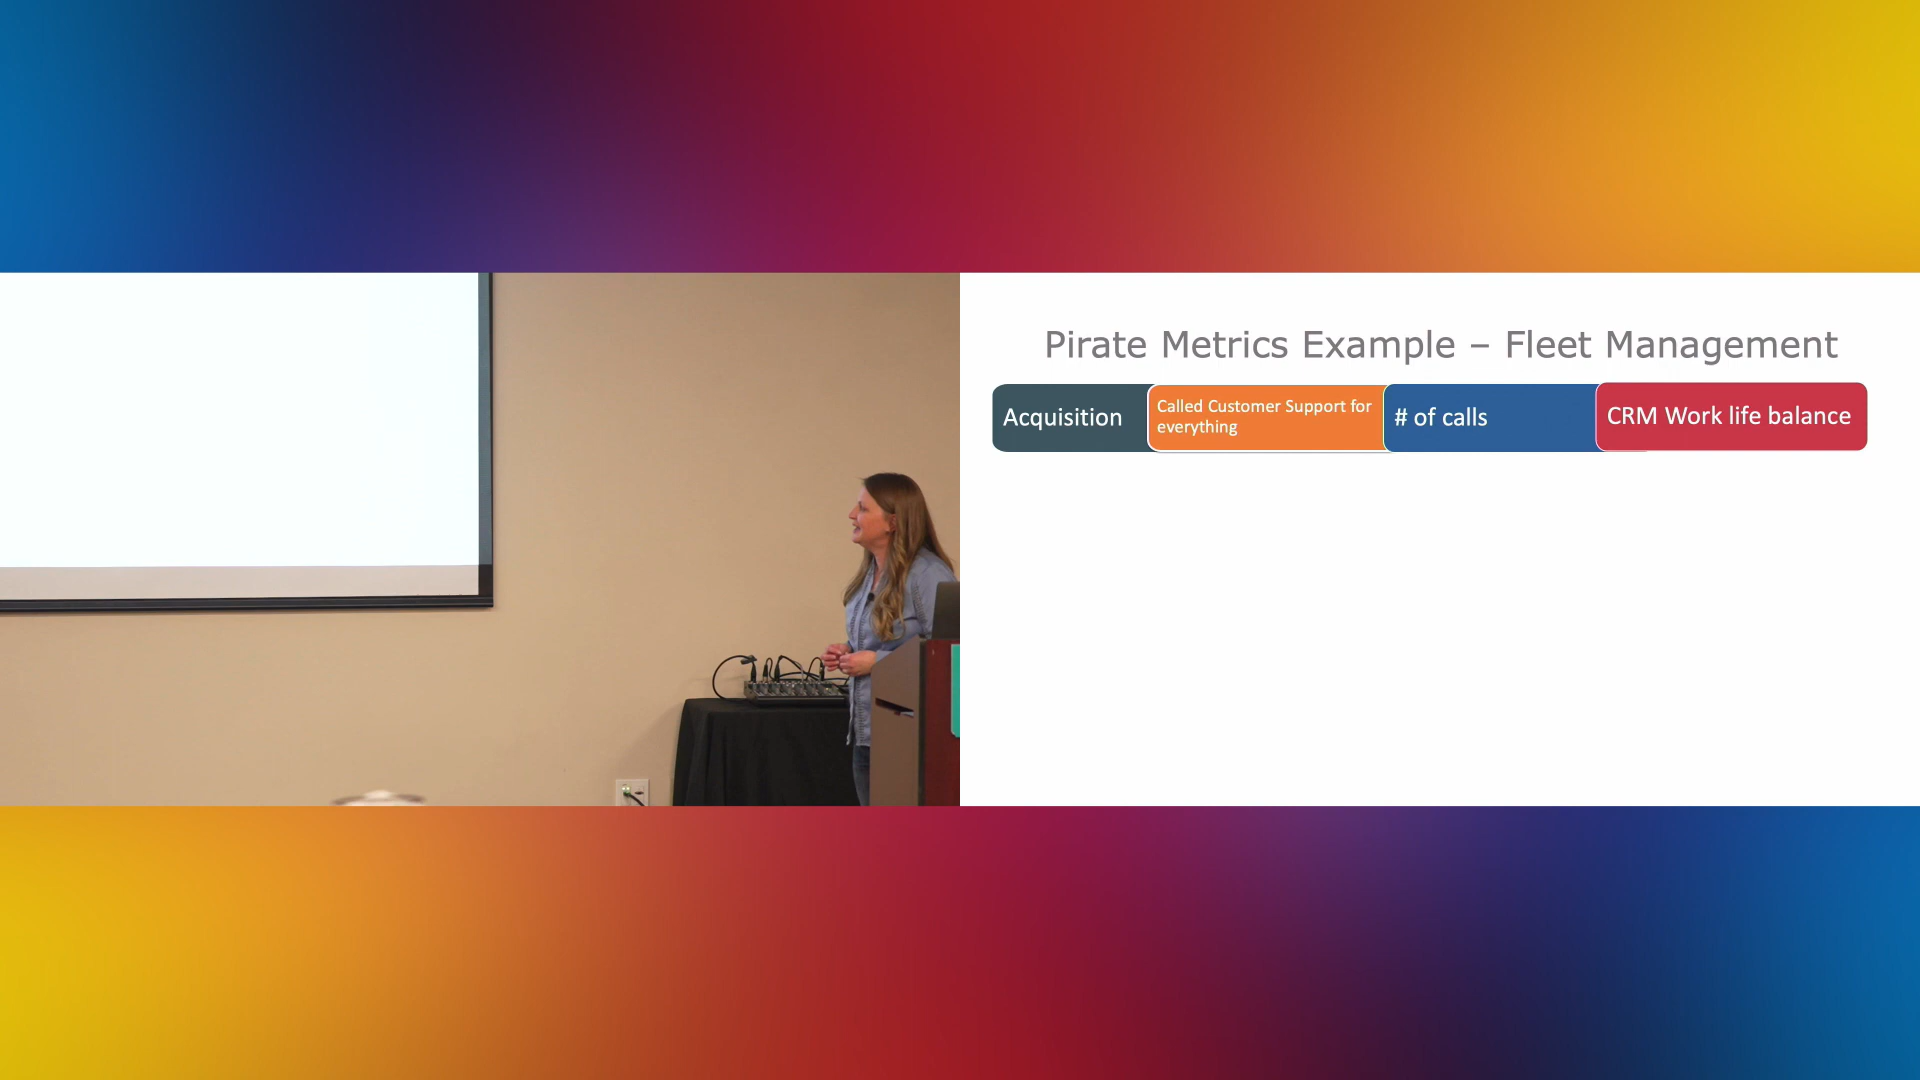 Pirate Metrics Example – Fleet Management
Acquisition
Called Customer Support for
everything
# of calls
CRM Work life balance